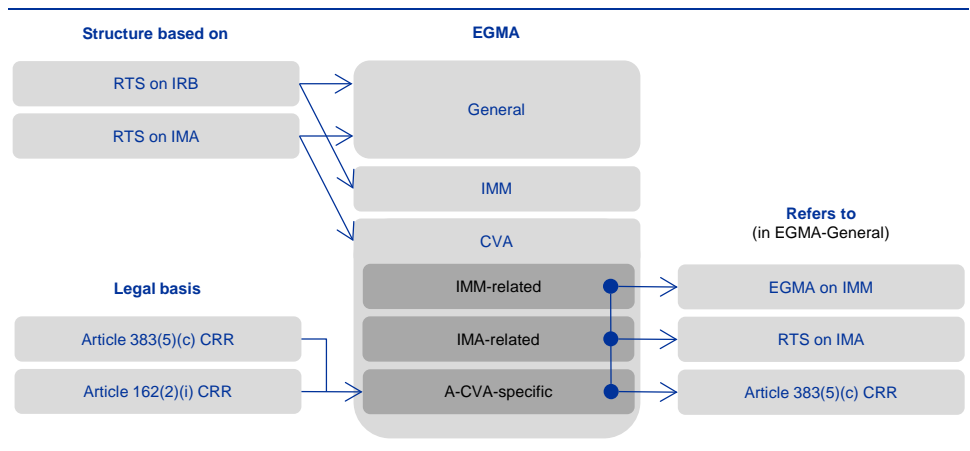 Structure based on
EGMA
RTS on IRB
General
RTS on IMA
IMM
Refers to
(in EGMA-General)
CVA
Legal basis
IMM-related
EGMA on IMM
Article 383(5)(c) CRR
IMA-related
RTS on IMA
Article 162(2)(i) CRR
A-CVA-specific
Article 383(5)(c) CRR